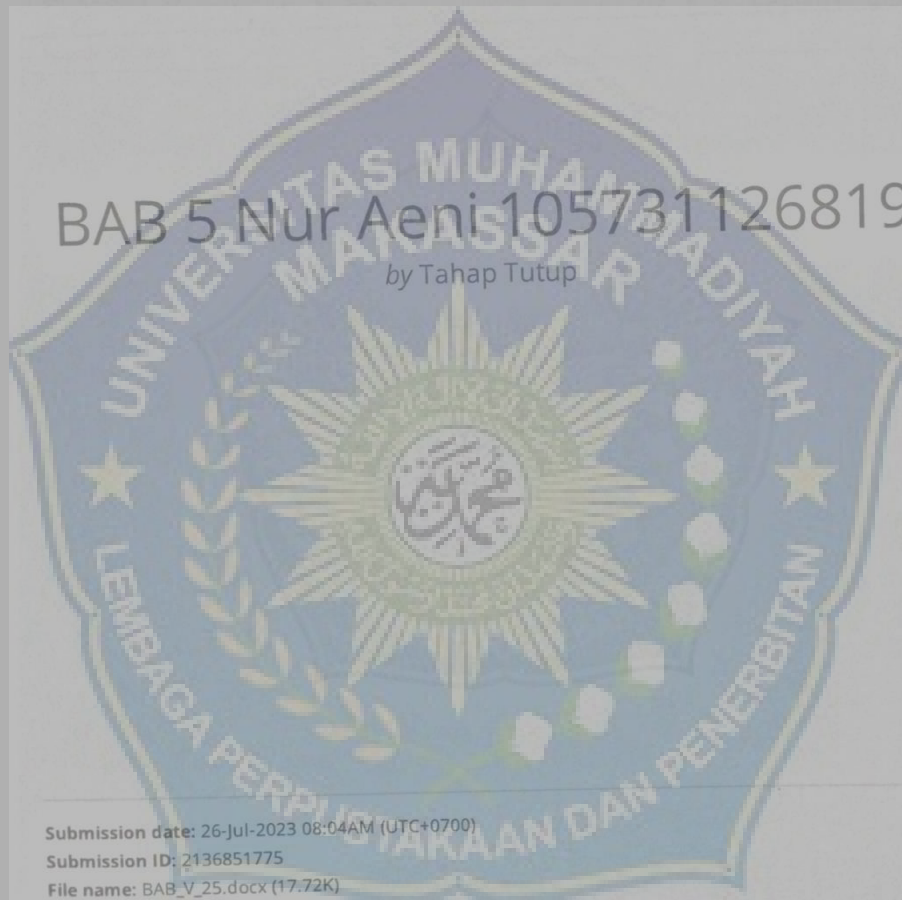 BAB 5 Nur Aeni 105731126819
by Tahap Tutup
UNIVERSITAS MUHAMMADIYAH
MAKASSAR
محمد
LEMBAGA PERPUSTAKAAN DAN PENERBITAN
Submission date: 26-Jul-2023 08:04AM (UTC+0700)
Submission ID: 2136851775
File name: BAB_V_25.docx (17.72K)